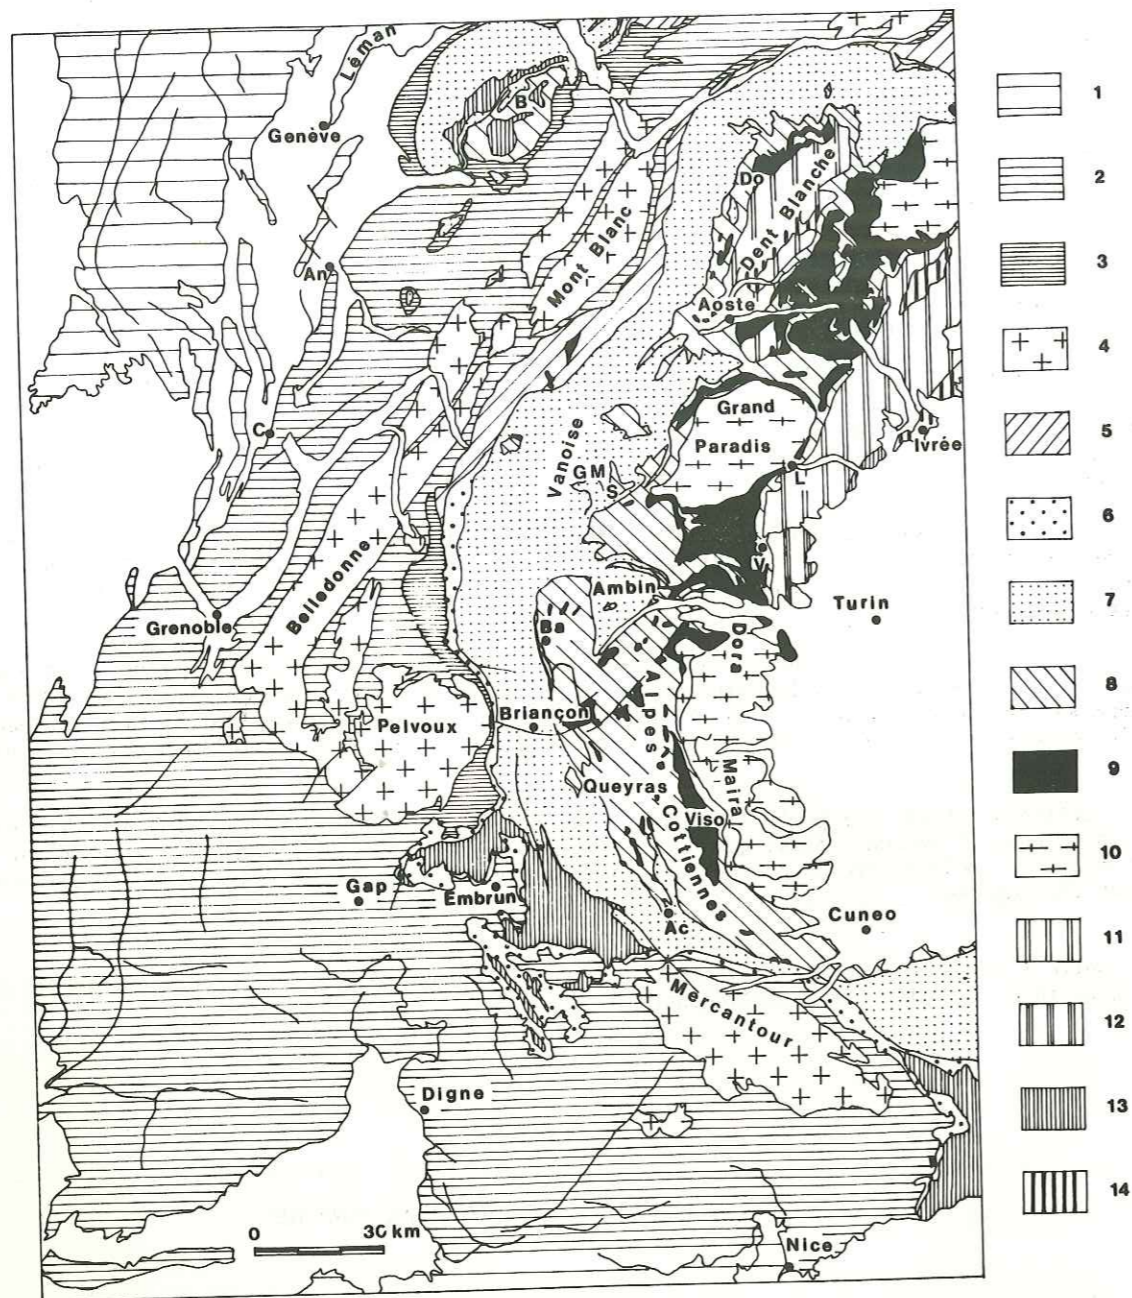 Léman
Genève
B
An
Mont Blanc
Do
Dent Blanche
Aoste
C
Grand
Paradis
Ivrée
Vanoise
GM
S
L
V
Belledonne
Grenoble
Ambin
Ba
Turin
Dora
Maira
Pelvoux
Briançon
Alpes
Cottiennes
Queyras
Viso
Gap
Embrun
Ac
Cuneo
Mercantour
Digne
0 30 km
Nice
1
2
3
4
5
6
7
8
9
10
11
12
13
14